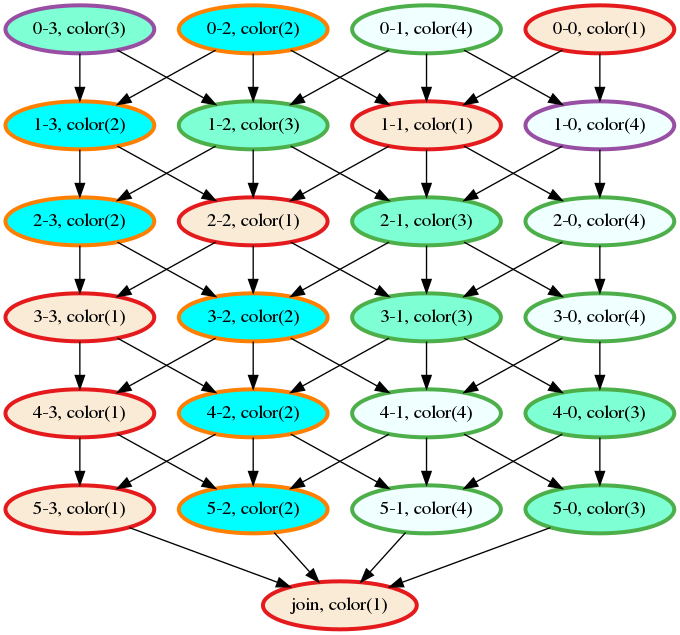 0-3, color(3) 0-2, color(2) 0-1, color(4) 0-0, color(1)
1-3, color(2) 1-2, color(3) 1-1, color(1) 1-0, color(4)
2-3, color(2) 2-2, color(1) 2-1, color(3) 2-0, color(4)
3-3, color(1) 3-2, color(2) 3-1, color(3) 3-0, color(4)
4-3, color(1) 4-2, color(2) 4-1, color(4) 4-0, color(3)
5-3, color(1) 5-2, color(2) 5-1, color(4) 5-0, color(3)
join, color(1)